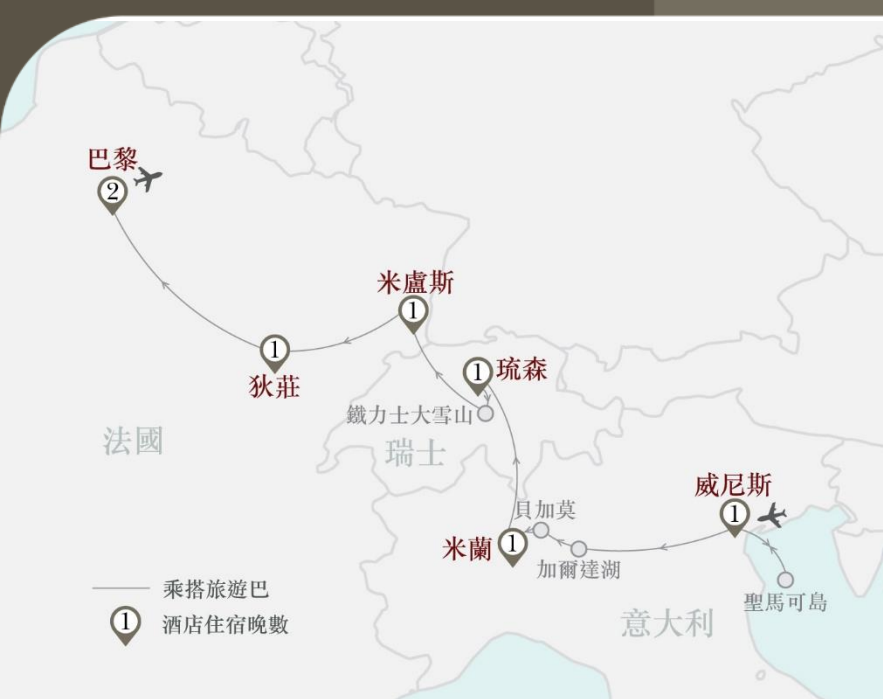 巴黎
2
米盧斯
1
1
狄莊
1
琉森
鐵力士大雪山
法國
瑞士
威尼斯
1
貝加莫
米蘭
1
加爾達湖
聖馬可島
意大利
乘搭旅遊巴
1
酒店住宿晚數